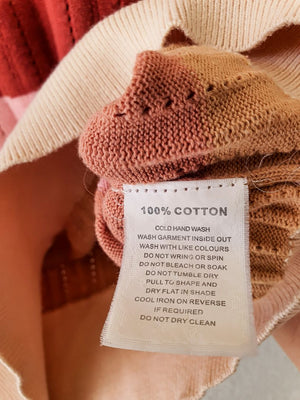 100% COTTON
COLD HAND WASH
WASH GARMENT INSIDE OUT
WASH WITH LIKE COLOURS
DO NOT WRING OR SPIN
DO NOT BLEACH OR SOAK
DO NOT TUMBLE DRY
PULL TO SHAPE AND
DRY FLAT IN SHADE
COOL IRON ON REVERSE
IF REQUIRED
DO NOT DRY CLEAN